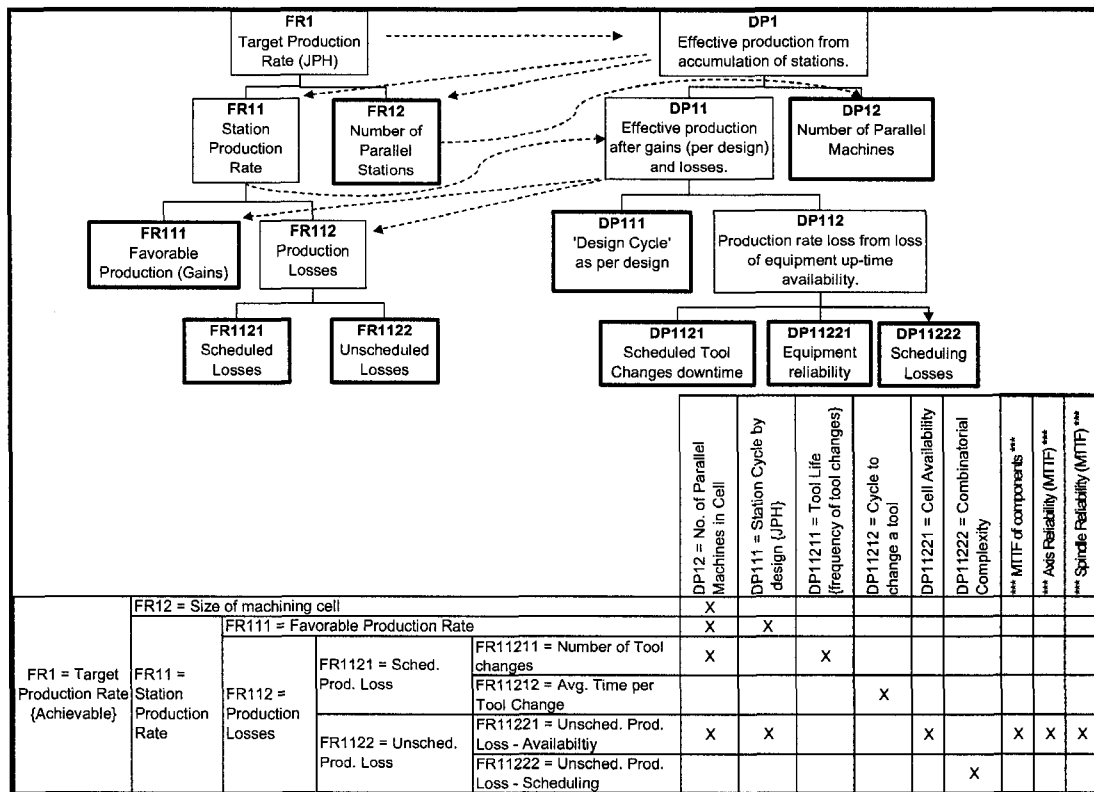 FR1
Target Production
Rate (JPH)
DP1
Effective production from
accumulation of stations.
FR11
Station
Production
Rate
FR12
Number of
Parallel
Stations
DP11
Effective production
after gains (per design)
and losses.
DP12
Number of Parallel
Machines
FR111
Favorable
Production (Gains)
FR112
Production
Losses
DP111
'Design Cycle'
as per design
DP112
Production rate loss from loss
of equipment up-time
availability.
FR1121
Scheduled
Losses
FR1122
Unscheduled
Losses
DP1121
Scheduled Tool
Changes downtime
DP11221
Equipment
reliability
DP11222
Scheduling
Losses
DP12 = No. of Parallel
Machines in Cell
DP111 = Station Cycle by
design {JPH}
DP11211 = Tool Life
{frequency of tool changes}
DP11212 = Cycle to
change a tool
DP11221 = Cell Availability
DP11222 = Combinatorial
Complexity
*** MTTF of components ***
*** Axis Reliability (MTTF) ***
*** Spindle Reliability (MTTF) ***
FR1 = Target
Production Rate
{Achievable}
FR12 = Size of machining cell
X
FR11 =
Station
Production
Rate
FR111 = Favorable Production Rate
X X
FR112 =
Production
Losses
FR1121 = Sched.
Prod. Loss
FR11211 = Number of Tool
changes
X X
FR11212 = Avg. Time per
Tool Change
X
FR1122 = Unsched.
Prod. Loss
FR11221 = Unsched. Prod.
Loss - Availabiltiy
X X X X X X
FR11222 = Unsched. Prod.
Loss - Scheduling
X